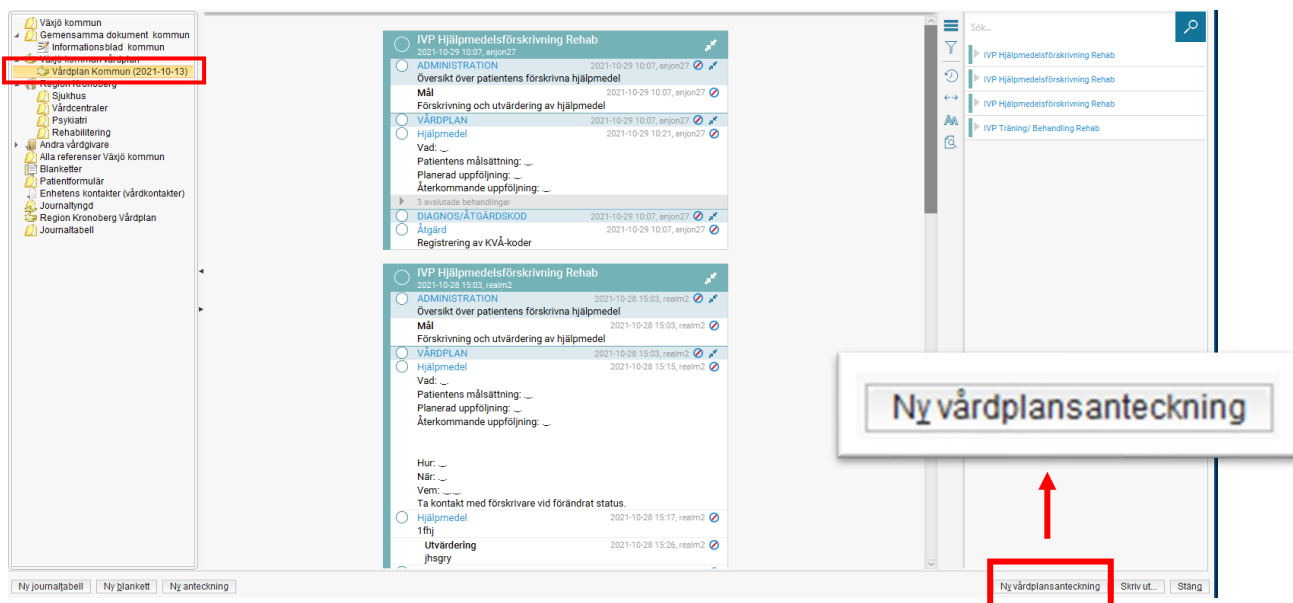 Växjö kommun
Gemensamma dokument kommun
Informationsblad kommun
Växjö kommun vårdplan
Vårdplan Kommun (2021-10-13)
Region Kronoberg
Sjukhus
Vårdcentraler
Psykiatri
Rehabilitering
Andra vårdgivare
Alla referenser Växjö kommun
Blanketter
Patientformulär
Enhetens kontakter (vårdkontakter)
Journaltyngd
Region Kronoberg Vårdplan
Journaltabell
IVP Hjälpmedelsförskrivning Rehab
2021-10-29 10:07, anjon27
ADMINISTRATION 2021-10-29 10:07, anjon27
Översikt över patientens förskrivna hjälpmedel
Mål 2021-10-29 10:07, anjon27
Förskrivning och utvärdering av hjälpmedel
VÅRDPLAN 2021-10-29 10:07, anjon27
Hjälpmedel 2021-10-29 10:21, anjon27
Vad: ._.
Patientens målsättning: ._.
Planerad uppföljning: ._.
Återkommande uppföljning: ._.
3 avslutade behandlingar
DIAGNOS/ÅTGÄRDSKOD 2021-10-29 10:07, anjon27
Åtgärd 2021-10-29 10:07, anjon27
Registrering av KVÅ-koder
IVP Hjälpmedelsförskrivning Rehab
2021-10-28 15:03, realm2
ADMINISTRATION 2021-10-28 15:03, realm2
Översikt över patientens förskrivna hjälpmedel
Mål 2021-10-28 15:03, realm2
Förskrivning och utvärdering av hjälpmedel
VÅRDPLAN 2021-10-28 15:03, realm2
Hjälpmedel 2021-10-28 15:15, realm2
Vad: ._.
Patientens målsättning: ._.
Planerad uppföljning: ._.
Återkommande uppföljning: ._.
Hur: ._.
När: ._.
Vem: ._._.
Ta kontakt med förskrivare vid förändrat status.
Hjälpmedel 2021-10-28 15:17, realm2
1fhj
Utvärdering 2021-10-28 15:26, realm2
jhsgry
Sök...
IVP Hjälpmedelsförskrivning Rehab
IVP Hjälpmedelsförskrivning Rehab
IVP Hjälpmedelsförskrivning Rehab
IVP Träning/ Behandling Rehab
Ny vårdplansanteckning
Ny journaltabell Ny blankett Ny anteckning Ny vårdplansanteckning Skriv ut... Stäng